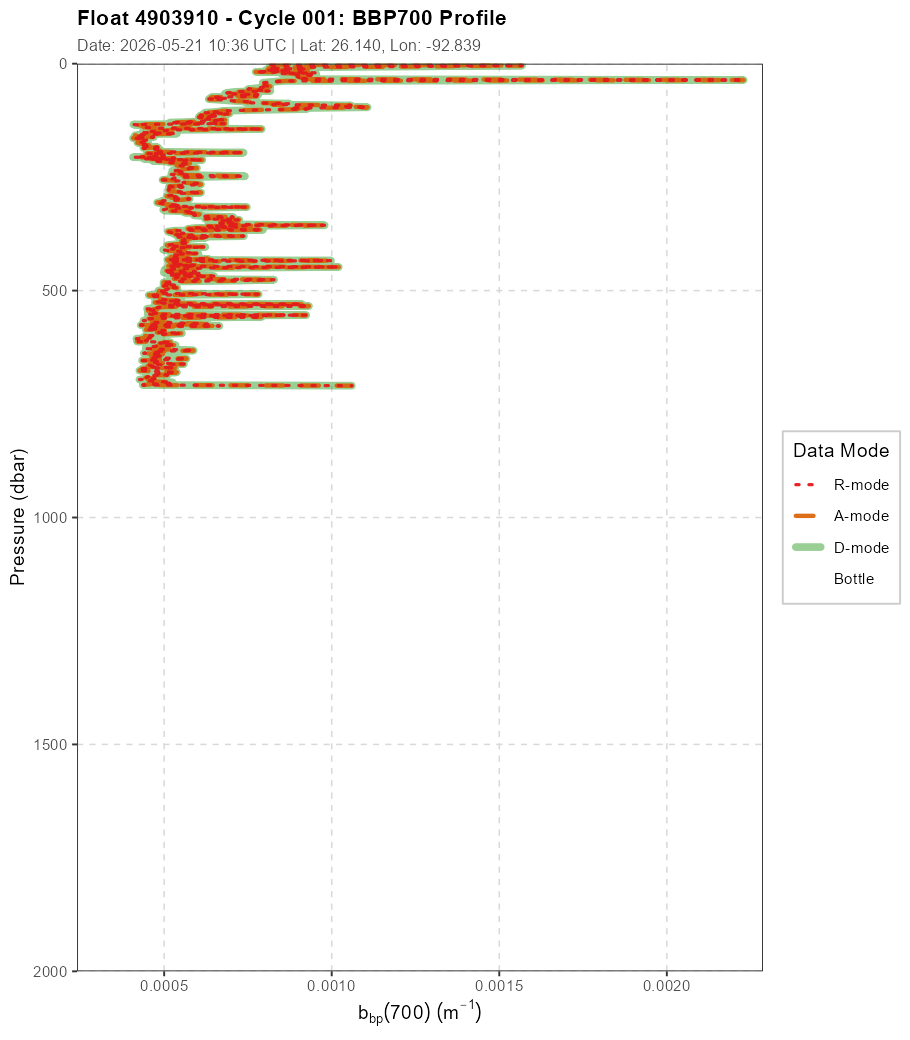 Float 4903910 - Cycle 001: BBP700 Profile
Date: 2026-05-21 10:36 UTC | Lat: 26.140, Lon: -92.839
0
500
1000
1500
2000
Pressure (dbar)
0.0005 0.0010 0.0015 0.0020
b_bp(700) (m⁻¹)
Data Mode
R-mode
A-mode
D-mode
Bottle